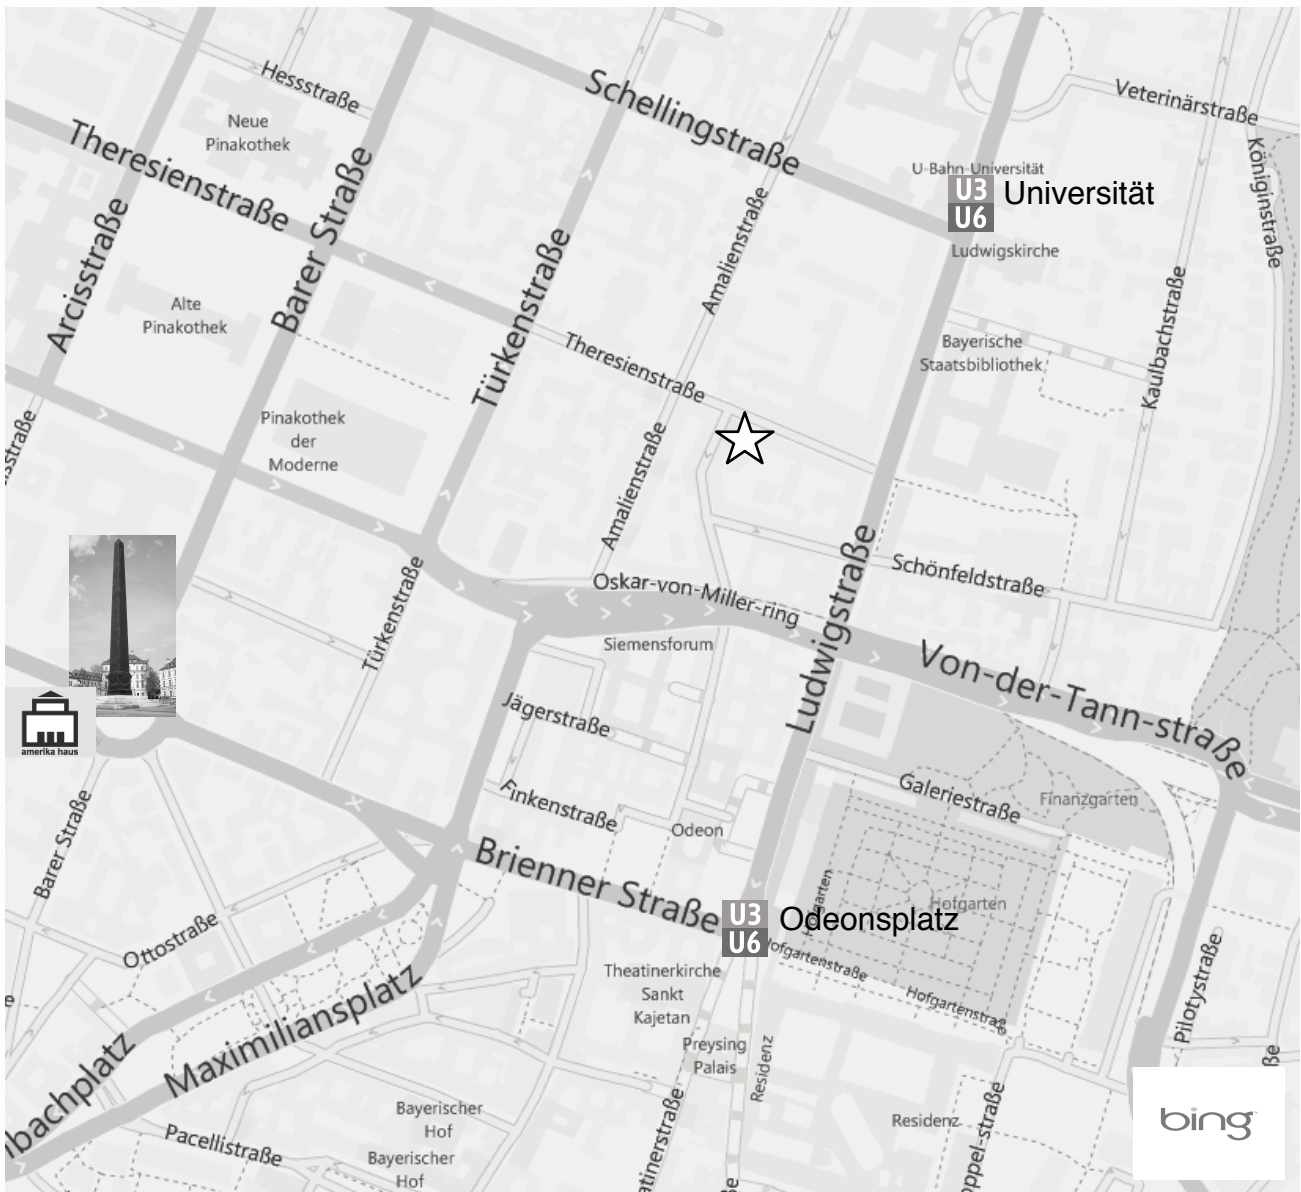 Hessstraße
Schellingstraße
Veterinärstraße
Neue
Pinakothek
Theresienstraße
U-Bahn-Universität
U3
U6
Universität
Königinstraße
Barer Straße
Amalienstraße
Arcisstraße
Ludwigskirche
Türkenstraße
Kaulbachstraße
Alte
Pinakothek
Theresienstraße
Bayerische
Staatsbibliothek
Pinakothek
der
Moderne
Amalienstraße
Ludwigstraße
Schönfeldstraße
Türkenstraße
Oskar-von-Miller-ring
Siemensforum
Von-der-Tann-straße
amerika haus
Jägerstraße
Finkenstraße
Galeriestraße
Finanzgarten
Barer Straße
Odeon
Brienner Straße
U3
U6
Odeonsplatz
Hofgarten
Ottostraße
Hofgartenstraße
Theatinerkirche
Sankt
Kajetan
Pilotystraße
Maximiliansplatz
Preysing
Palais
Residenz
Bayerischer
Hof
Residenz
Pacellistraße
Bayerischer
Hof
bing